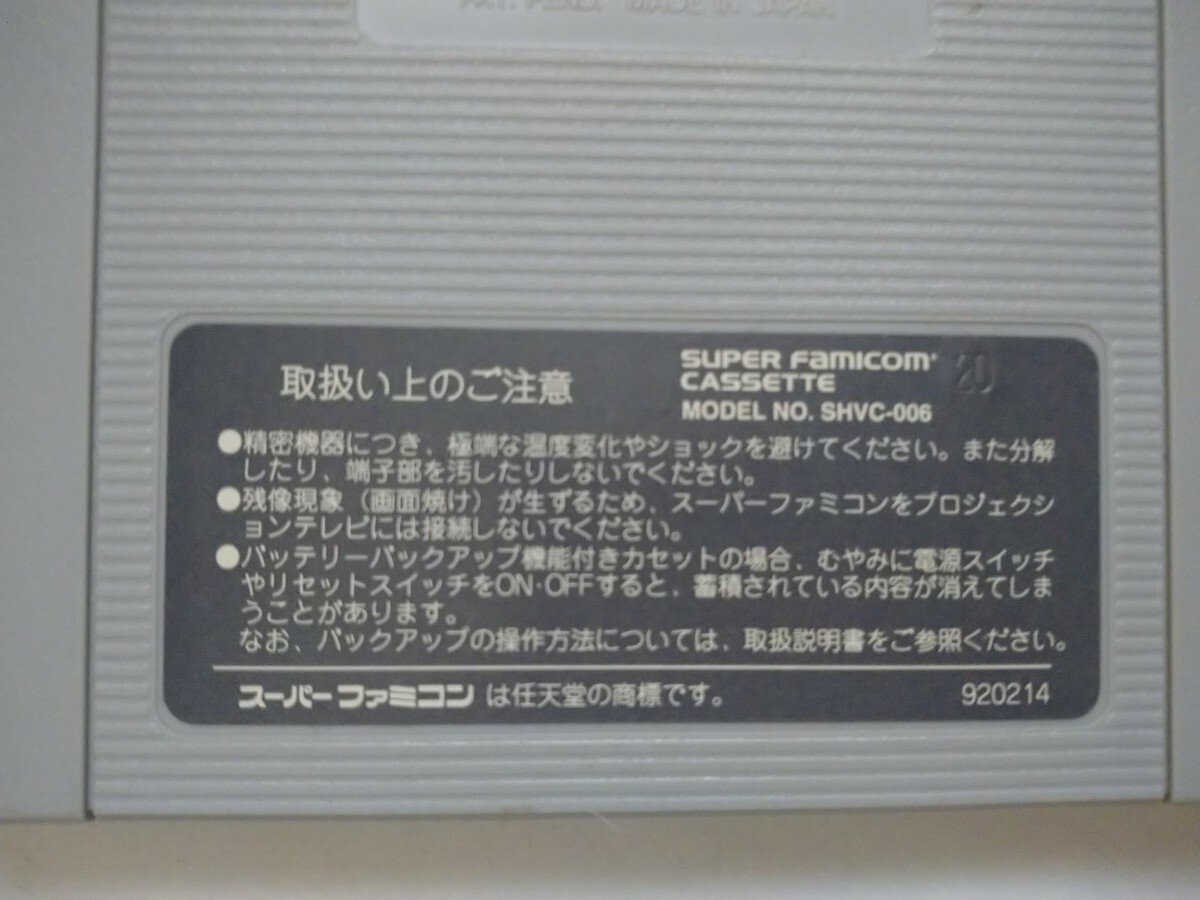 PAT. PEND. MADE IN JAPAN
取扱い上のご注意
SUPER FAMICOM
CASSETTE
MODEL NO. SHVC-006
20
●精密機器につき、極端な温度変化やショックを避けてください。また分解
したり、端子部を汚したりしないでください。
●残像現象（画面焼け）が生ずるため、スーパーファミコンをプロジェクシ
ョンテレビには接続しないでください。
●バッテリーバックアップ機能付きカセットの場合、むやみに電源スイッチ
やリセットスイッチをON·OFFすると、蓄積されている内容が消えてしま
うことがあります。
なお、バックアップの操作方法については、取扱説明書をご参照ください。
スーパーファミコン は任天堂の商標です。
920214